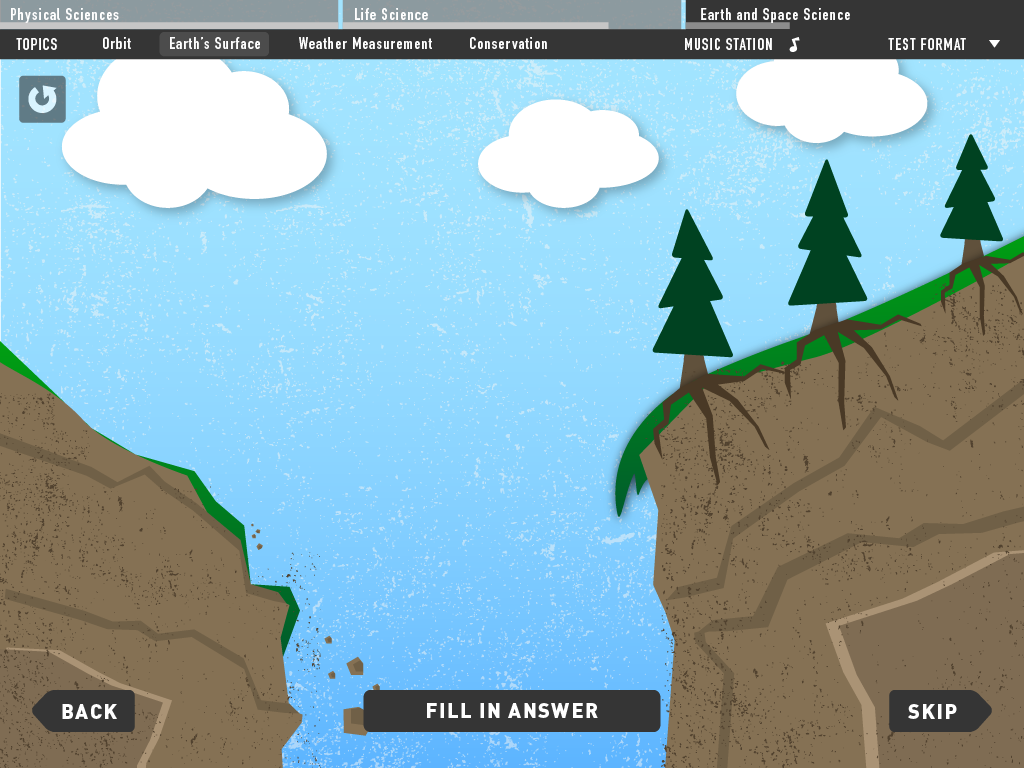 Physical Sciences
Life Science
Earth and Space Science
TOPICS
Orbit
Earth's Surface
Weather Measurement
Conservation
MUSIC STATION
TEST FORMAT
BACK
FILL IN ANSWER
SKIP